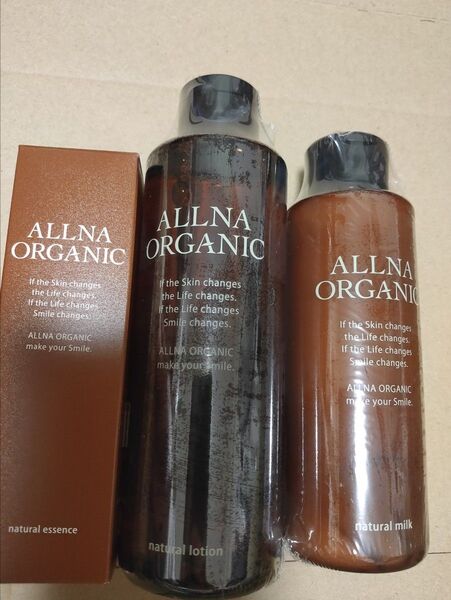 ALLNA
ORGANIC
If the Skin changes
the Life changes.
If the Life changes
Smile changes.
ALLNA ORGANIC
make your Smile.
natural essence
ALLNA
ORGANIC
If the Skin changes
the Life changes.
If the Life changes
Smile changes.
ALLNA ORGANIC
make your Smile.
natural lotion
ALLNA
ORGANIC
If the Skin changes
the Life changes.
If the Life changes
Smile changes.
ALLNA ORGANIC
make your Smile.
natural milk